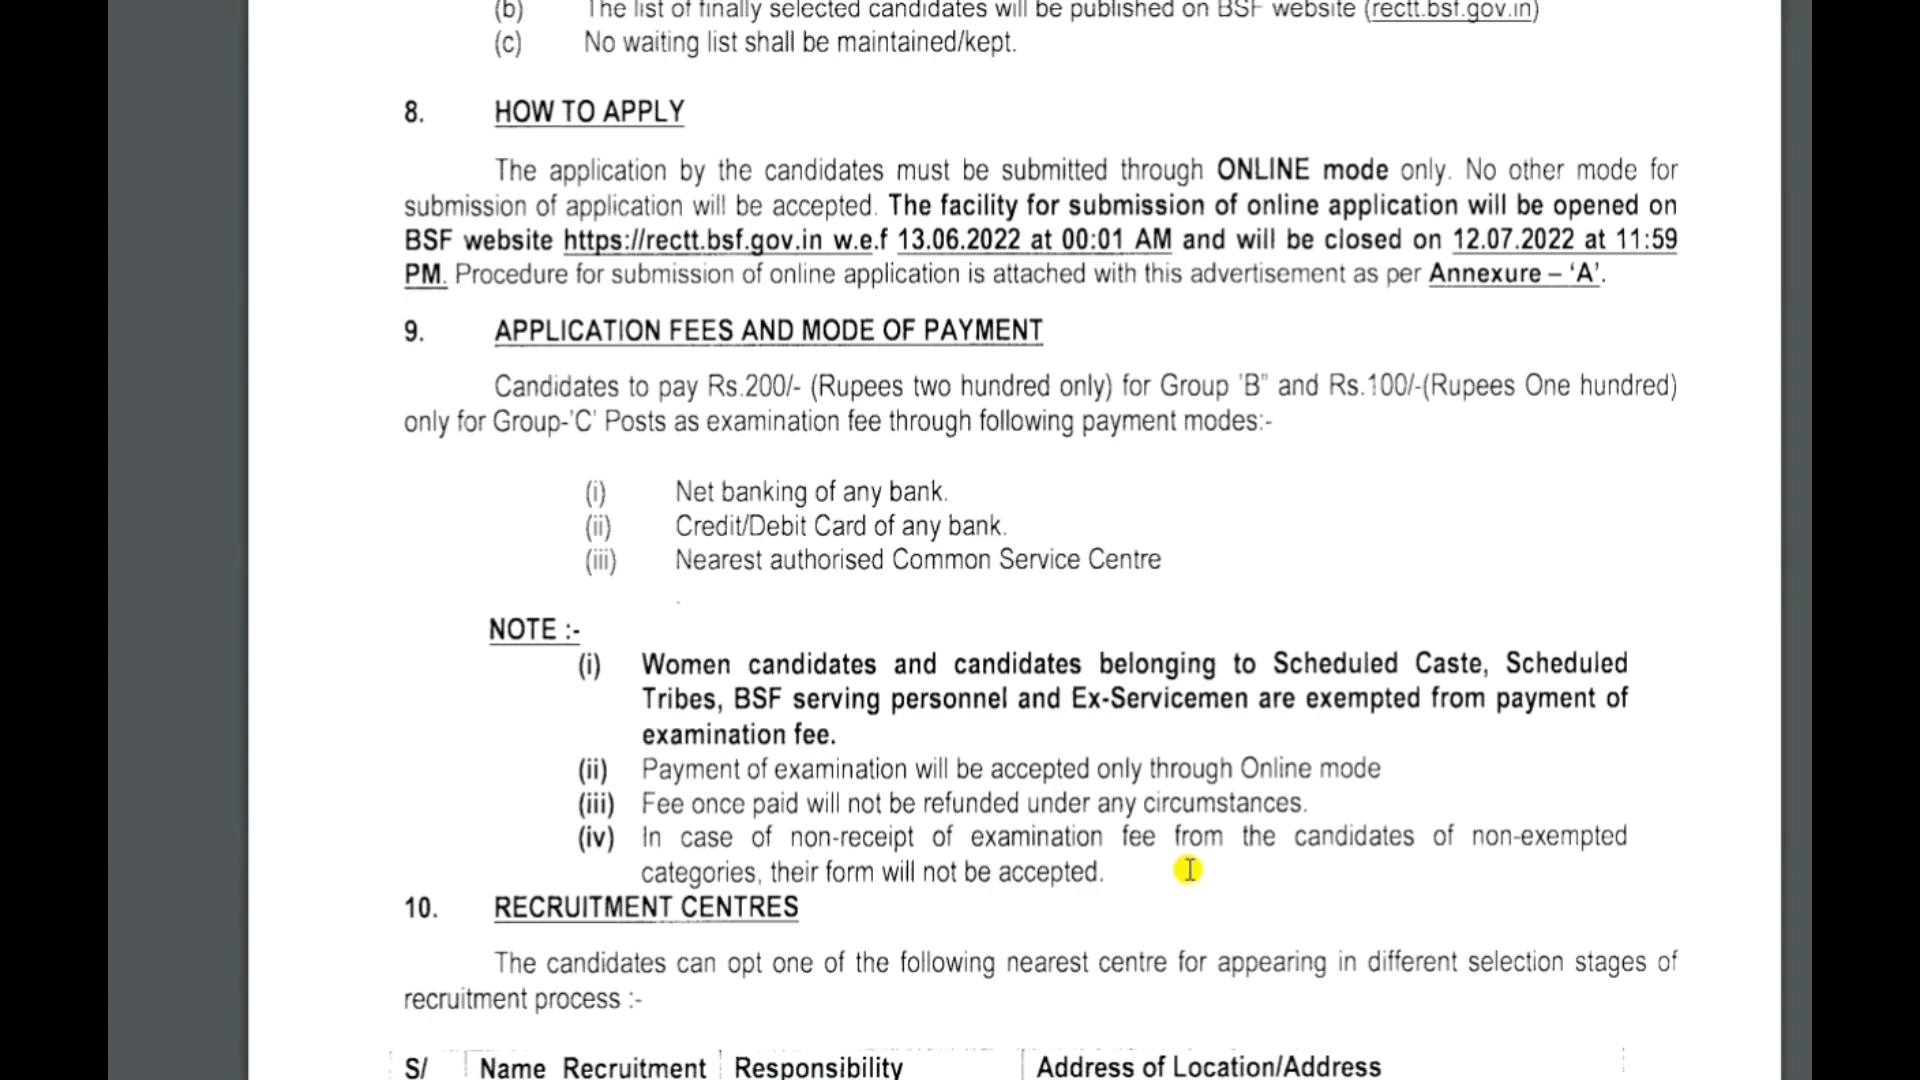 (b) The list of finally selected candidates will be published on BSF website (rectt.bsf.gov.in)
(c) No waiting list shall be maintained/kept.
8. HOW TO APPLY
The application by the candidates must be submitted through ONLINE mode only. No other mode for
submission of application will be accepted. The facility for submission of online application will be opened on
BSF website https://rectt.bsf.gov.in w.e.f 13.06.2022 at 00:01 AM and will be closed on 12.07.2022 at 11:59
PM. Procedure for submission of online application is attached with this advertisement as per Annexure – ‘A’.
9. APPLICATION FEES AND MODE OF PAYMENT
Candidates to pay Rs.200/- (Rupees two hundred only) for Group 'B" and Rs.100/-(Rupees One hundred)
only for Group-'C' Posts as examination fee through following payment modes:-
(i) Net banking of any bank.
(ii) Credit/Debit Card of any bank.
(iii) Nearest authorised Common Service Centre
NOTE :-
(i) Women candidates and candidates belonging to Scheduled Caste, Scheduled
Tribes, BSF serving personnel and Ex-Servicemen are exempted from payment of
examination fee.
(ii) Payment of examination will be accepted only through Online mode
(iii) Fee once paid will not be refunded under any circumstances.
(iv) In case of non-receipt of examination fee from the candidates of non-exempted
categories, their form will not be accepted.
10. RECRUITMENT CENTRES
The candidates can opt one of the following nearest centre for appearing in different selection stages of
recruitment process :-
S/ Name Recruitment Responsibility Address of Location/Address